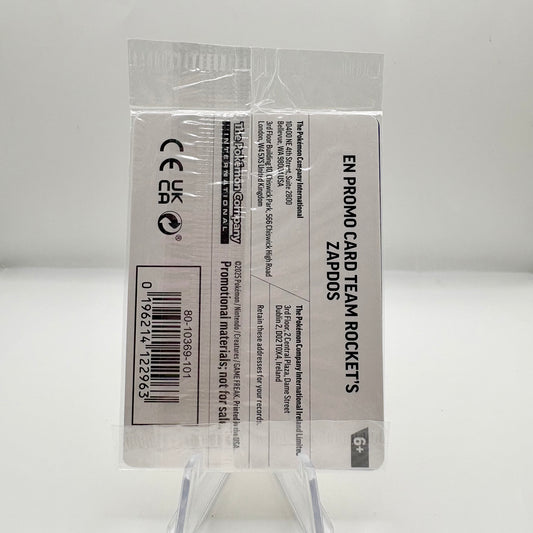 EN PROMO CARD TEAM ROCKET'S
ZAPDOS
The Pokémon Company International
10400 NE 4th Street, Suite 2800
Bellevue, WA 98004 USA
3rd Floor Building 10, Chiswick Park, 566 Chiswick High Road
London, W4 5XS United Kingdom
The Pokémon Company International Ireland Limited
3rd Floor, 2 Central Plaza, Dame Street
Dublin 2, D02 T0X4, Ireland
Retain these addresses for your records.
The Pokémon Company
INTERNATIONAL
©2025 Pokémon / Nintendo / Creatures / GAME FREAK. Printed in the USA.
Promotional materials; not for sale.
CE
UK
CA
80-10369-101
0 196214 122963
6+